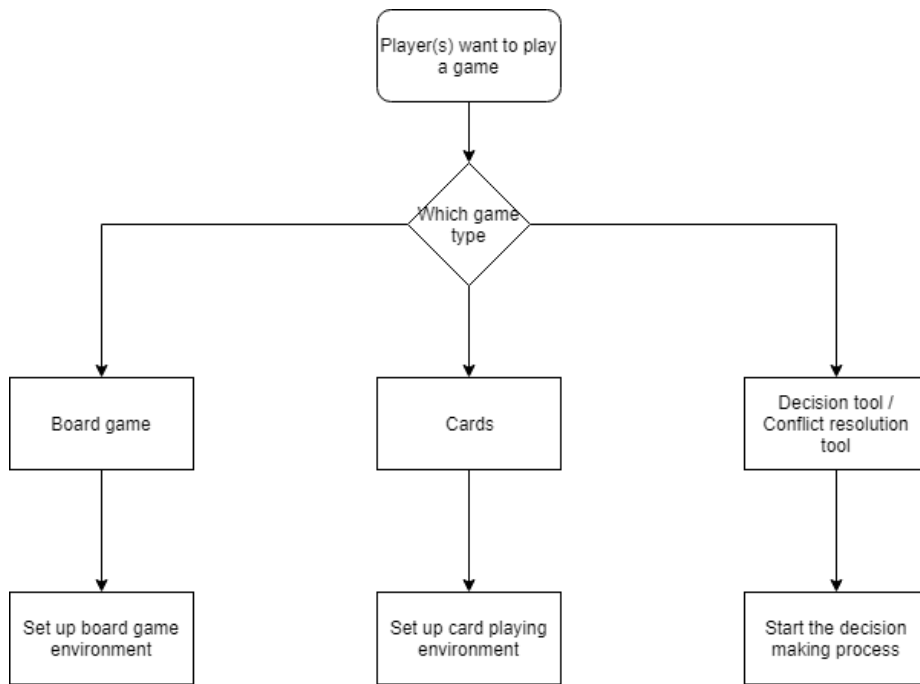 Player(s) want to play
a game
Which game
type
Board game
Cards
Decision tool /
Conflict resolution
tool
Set up board game
environment
Set up card playing
environment
Start the decision
making process